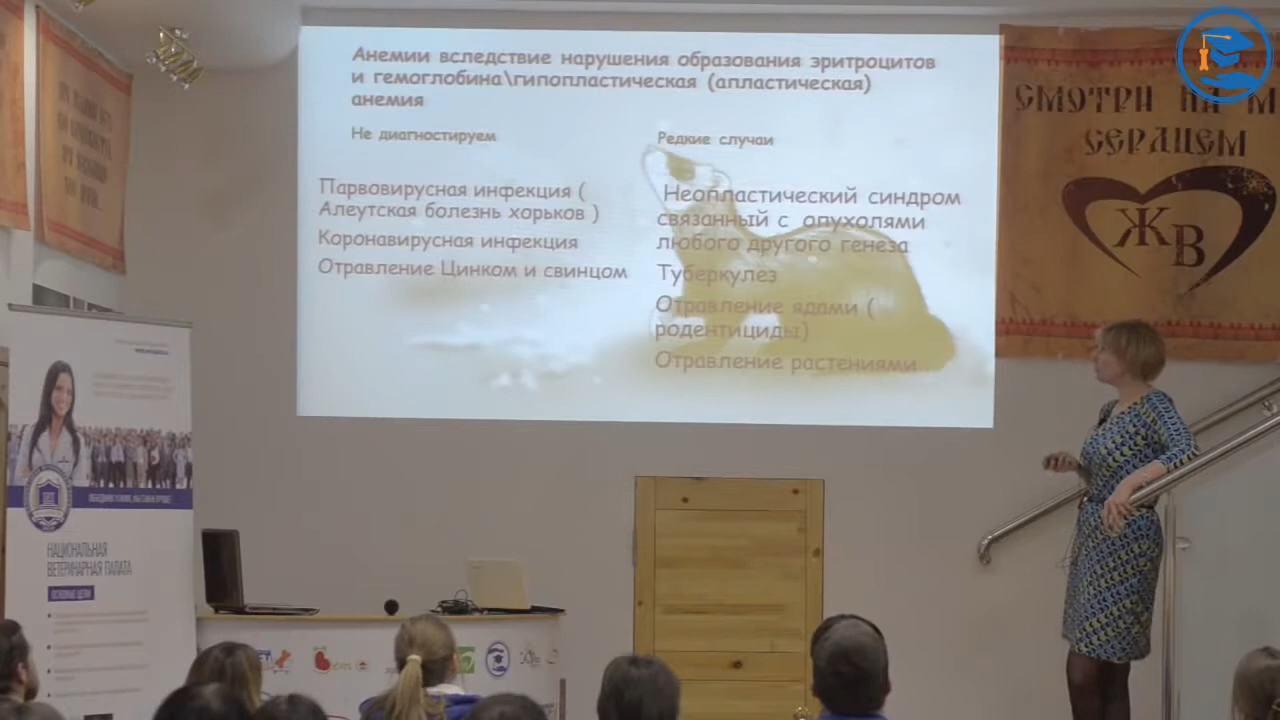 Анемии вследствие нарушения образования эритроцитов
и гемоглобина\гипопластическая (апластическая)
анемия
Не диагностируем
Парвовирусная инфекция (
Алеутская болезнь хорьков )
Коронавирусная инфекция
Отравление Цинком и свинцом
Редкие случаи
Неопластический синдром
связанный с опухолями
любого другого генеза
Туберкулез
Отравление ядами (
родентициды)
Отравление растениями
СМОТРИ НА М
СЕРДЦЕМ
ЖВ
НАЦИОНАЛЬНАЯ
ВЕТЕРИНАРНАЯ ПАЛАТА
ОСНОВНЫЕ ЦЕЛИ